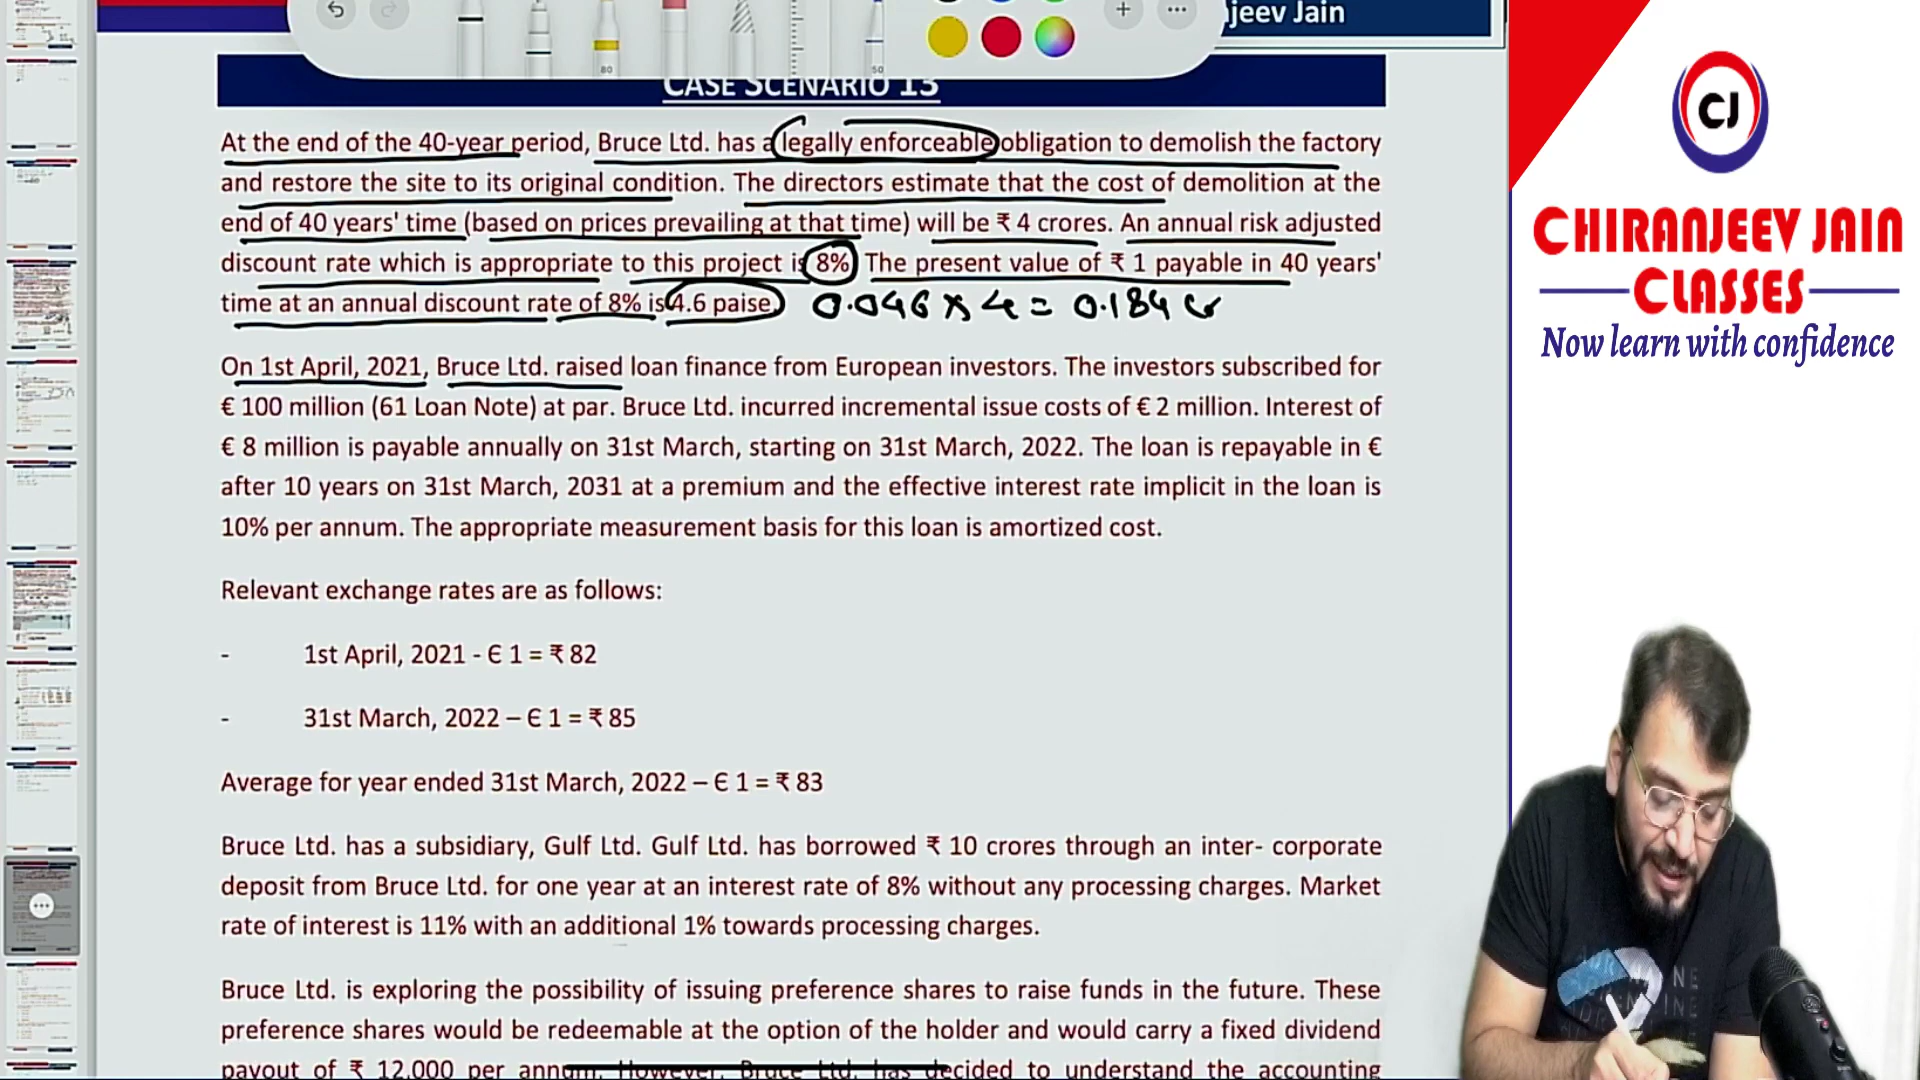 jeev Jain
80
50
CASE SCENARIO 13
At the end of the 40-year period, Bruce Ltd. has a legally enforceable obligation to demolish the factory
and restore the site to its original condition. The directors estimate that the cost of demolition at the
end of 40 years' time (based on prices prevailing at that time) will be ₹ 4 crores. An annual risk adjusted
discount rate which is appropriate to this project is 8% The present value of ₹ 1 payable in 40 years'
time at an annual discount rate of 8% is 4.6 paise. 0.046 x 4 = 0.184 cr
On 1st April, 2021, Bruce Ltd. raised loan finance from European investors. The investors subscribed for
€ 100 million (61 Loan Note) at par. Bruce Ltd. incurred incremental issue costs of € 2 million. Interest of
€ 8 million is payable annually on 31st March, starting on 31st March, 2022. The loan is repayable in €
after 10 years on 31st March, 2031 at a premium and the effective interest rate implicit in the loan is
10% per annum. The appropriate measurement basis for this loan is amortized cost.
Relevant exchange rates are as follows:
- 1st April, 2021 - Є 1 = ₹ 82
- 31st March, 2022 – Є 1 = ₹ 85
Average for year ended 31st March, 2022 – Є 1 = ₹ 83
Bruce Ltd. has a subsidiary, Gulf Ltd. Gulf Ltd. has borrowed ₹ 10 crores through an inter- corporate
deposit from Bruce Ltd. for one year at an interest rate of 8% without any processing charges. Market
rate of interest is 11% with an additional 1% towards processing charges.
Bruce Ltd. is exploring the possibility of issuing preference shares to raise funds in the future. These
preference shares would be redeemable at the option of the holder and would carry a fixed dividend
payout of ₹ 12,000 per annum. However, Bruce Ltd. has decided to understand the accounting
CJ
CHIRANJEEV JAIN
CLASSES
Now learn with confidence